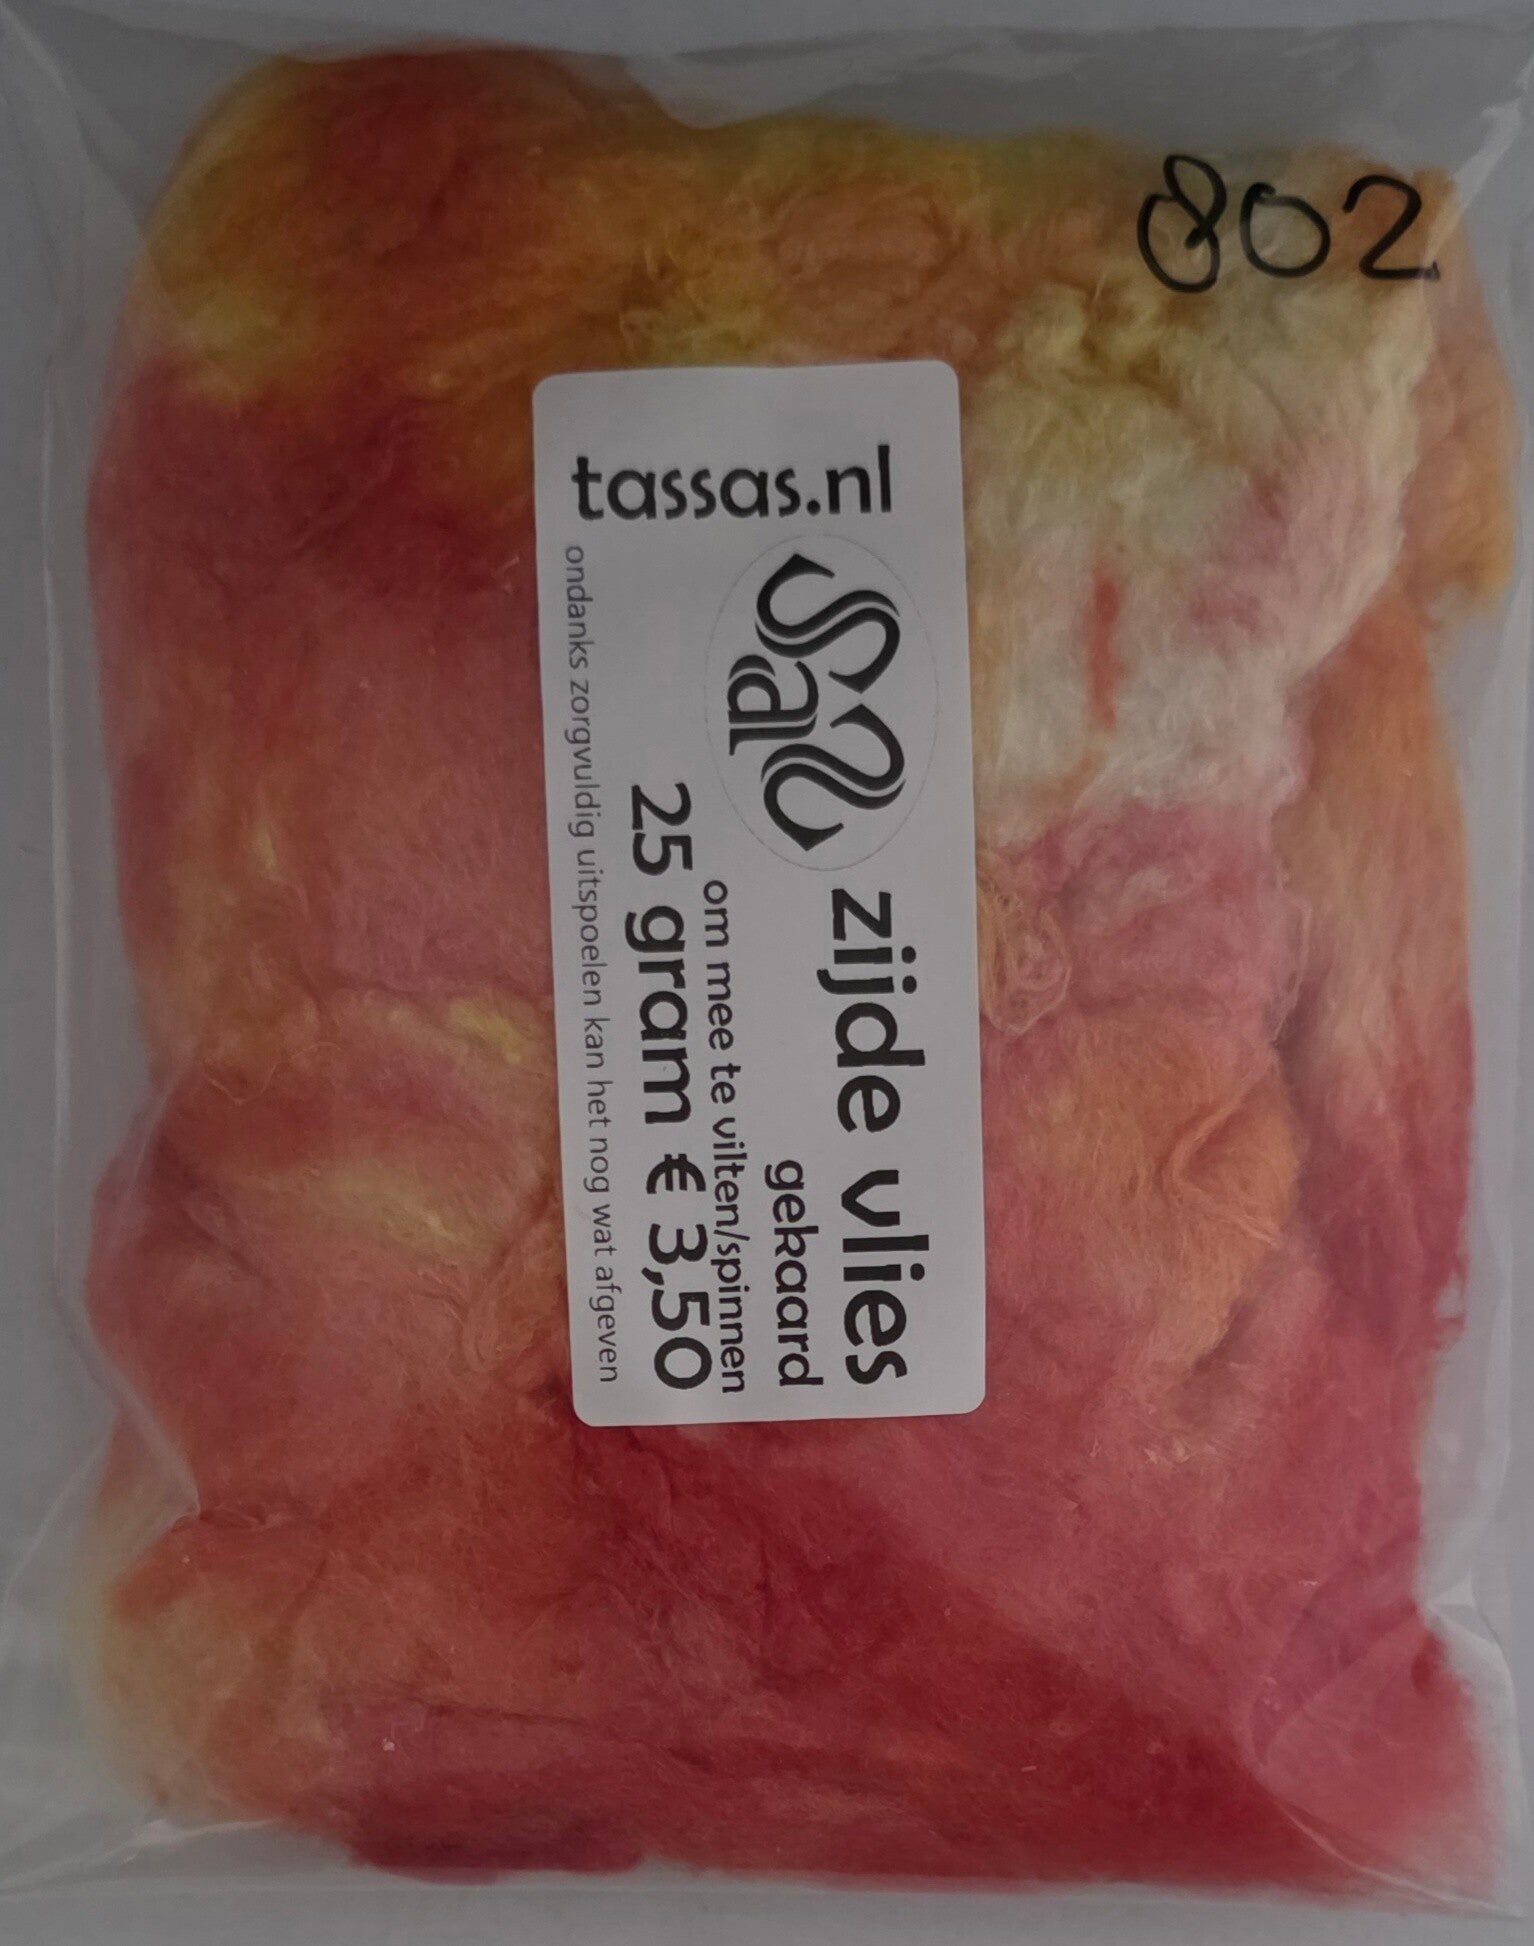 802
tassas.nl
SaS
zijde vlies
gekaard
om mee te vilten/spinnen
25 gram € 3,50
ondanks zorgvuldig uitspoelen kan het nog wat afgeven